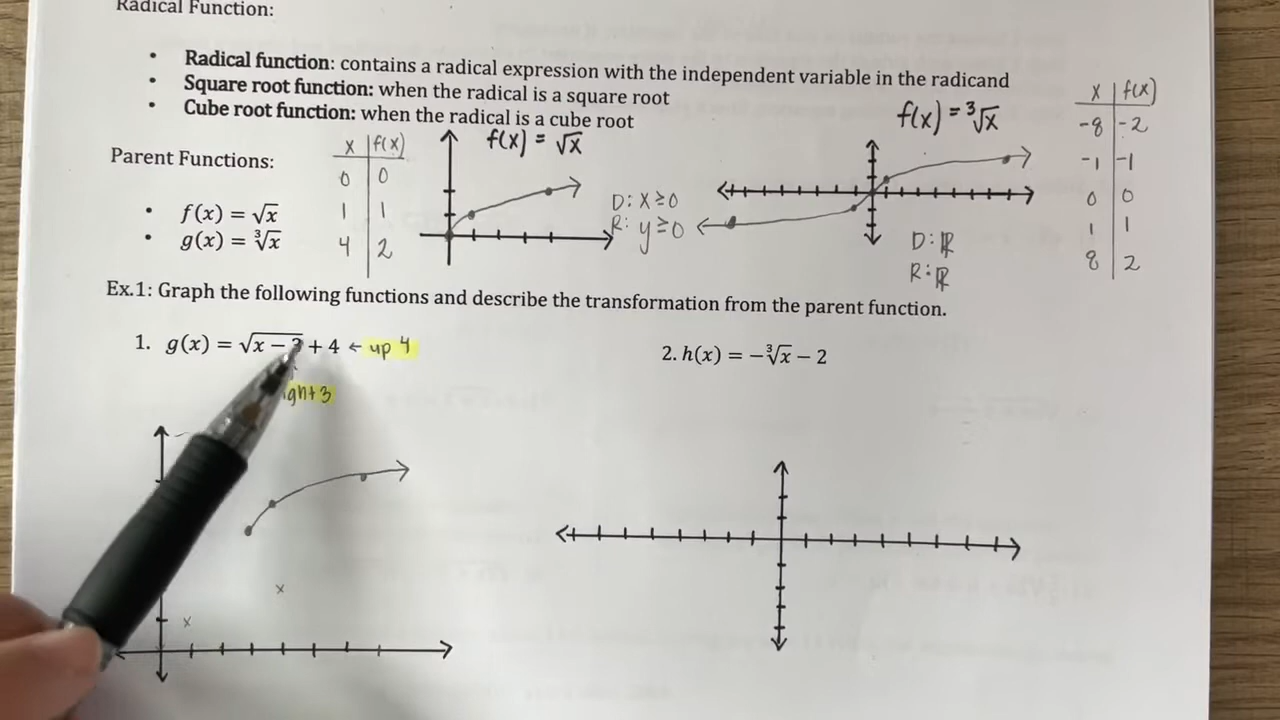 Radical Function:
• Radical function: contains a radical expression with the independent variable in the radicand
• Square root function: when the radical is a square root
• Cube root function: when the radical is a cube root
Parent Functions:
• f(x) = √x
• g(x) = ∛x
x | f(x)
0 | 0
1 | 1
4 | 2
f(x) = √x
D: x ≥ 0
R: y ≥ 0
f(x) = ∛x
D: ℝ
R: ℝ
x | f(x)
-8 | -2
-1 | -1
0 | 0
1 | 1
8 | 2
Ex.1: Graph the following functions and describe the transformation from the parent function.
1. g(x) = √x − 3 + 4 ← up 4
3
2. h(x) = −∛x − 2